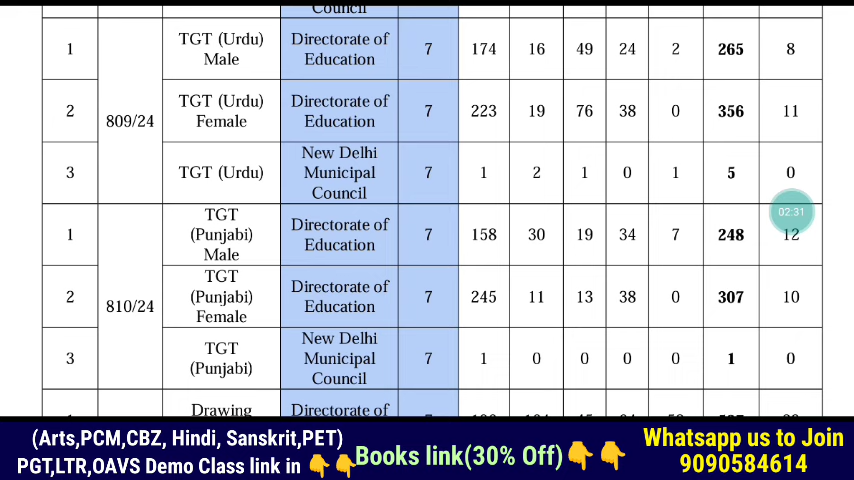 Council
1 809/24 TGT (Urdu) Male Directorate of Education 7 174 16 49 24 2 265 8
2 TGT (Urdu) Female Directorate of Education 7 223 19 76 38 0 356 11
3 TGT (Urdu) New Delhi Municipal Council 7 1 2 1 0 1 5 0
02:31
1 810/24 TGT (Punjabi) Male Directorate of Education 7 158 30 19 34 7 248 12
2 TGT (Punjabi) Female Directorate of Education 7 245 11 13 38 0 307 10
3 TGT (Punjabi) New Delhi Municipal Council 7 1 0 0 0 0 1 0
Drawing Directorate of
(Arts,PCM,CBZ, Hindi, Sanskrit,PET)
PGT,LTR,OAVS Demo Class link in 👇👇
Books link(30% Off)👇👇
Whatsapp us to Join
9090584614